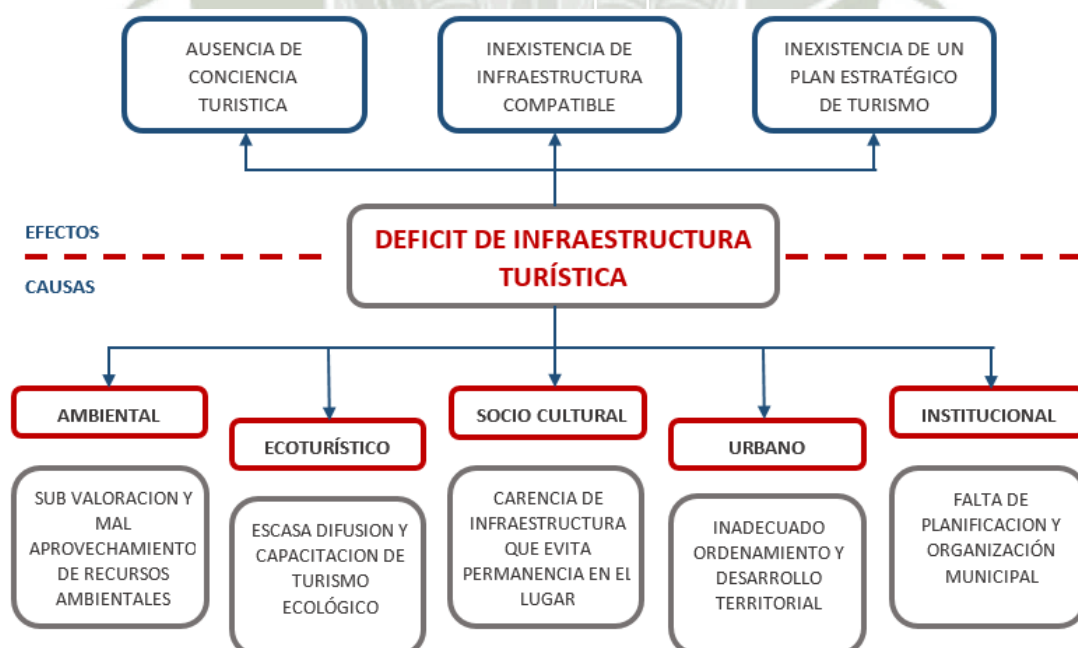 AUSENCIA DE
CONCIENCIA
TURISTICA
INEXISTENCIA DE
INFRAESTRUCTURA
COMPATIBLE
INEXISTENCIA DE UN
PLAN ESTRATÉGICO
DE TURISMO
EFECTOS
CAUSAS
DEFICIT DE INFRAESTRUCTURA
TURÍSTICA
AMBIENTAL
SUB VALORACION Y
MAL
APROVECHAMIENTO
DE RECURSOS
AMBIENTALES
ECOTURÍSTICO
ESCASA DIFUSION Y
CAPACITACION DE
TURISMO
ECOLÓGICO
SOCIO CULTURAL
CARENCIA DE
INFRAESTRUCTURA
QUE EVITA
PERMANENCIA EN EL
LUGAR
URBANO
INADECUADO
ORDENAMIENTO Y
DESARROLLO
TERRITORIAL
INSTITUCIONAL
FALTA DE
PLANIFICACION Y
ORGANIZACIÓN
MUNICIPAL